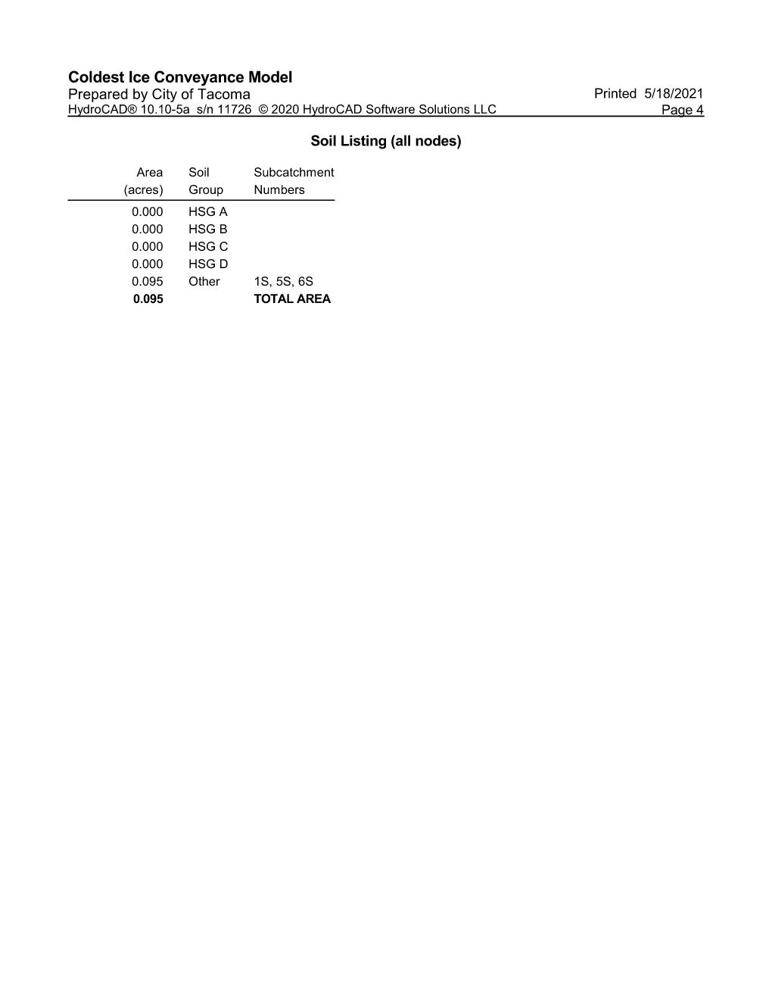 Coldest Ice Conveyance Model
Prepared by City of Tacoma Printed 5/18/2021
HydroCAD® 10.10-5a s/n 11726 © 2020 HydroCAD Software Solutions LLC Page 4
Soil Listing (all nodes)
Area Soil Subcatchment
(acres) Group Numbers
0.000 HSG A
0.000 HSG B
0.000 HSG C
0.000 HSG D
0.095 Other 1S, 5S, 6S
0.095 TOTAL AREA